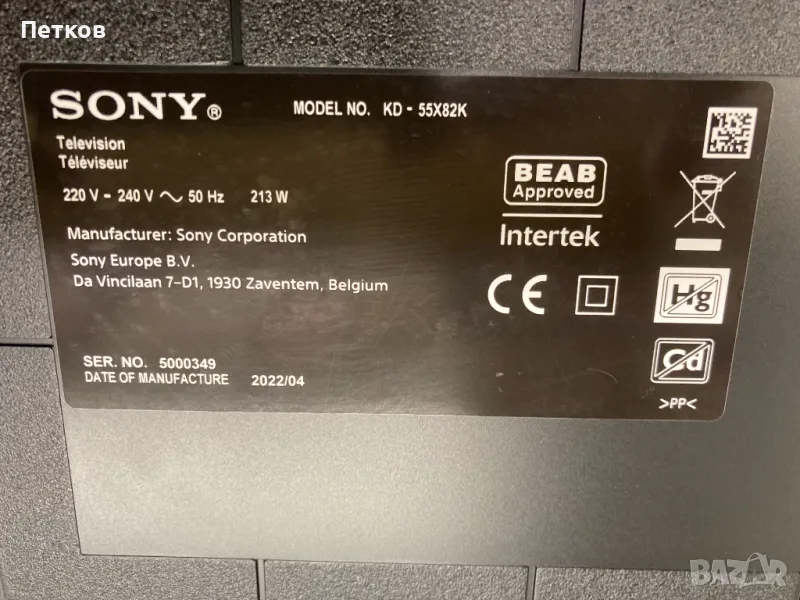 Петков
SONY®
MODEL NO. KD - 55X82K
Television
Téléviseur
220 V - 240 V ~ 50 Hz 213 W
BEAB
Approved
Intertek
Manufacturer: Sony Corporation
Sony Europe B.V.
Da Vincilaan 7-D1, 1930 Zaventem, Belgium
CE
Hg
Cd
SER. NO. 5000349
DATE OF MANUFACTURE 2022/04
>PP<
BAZAR